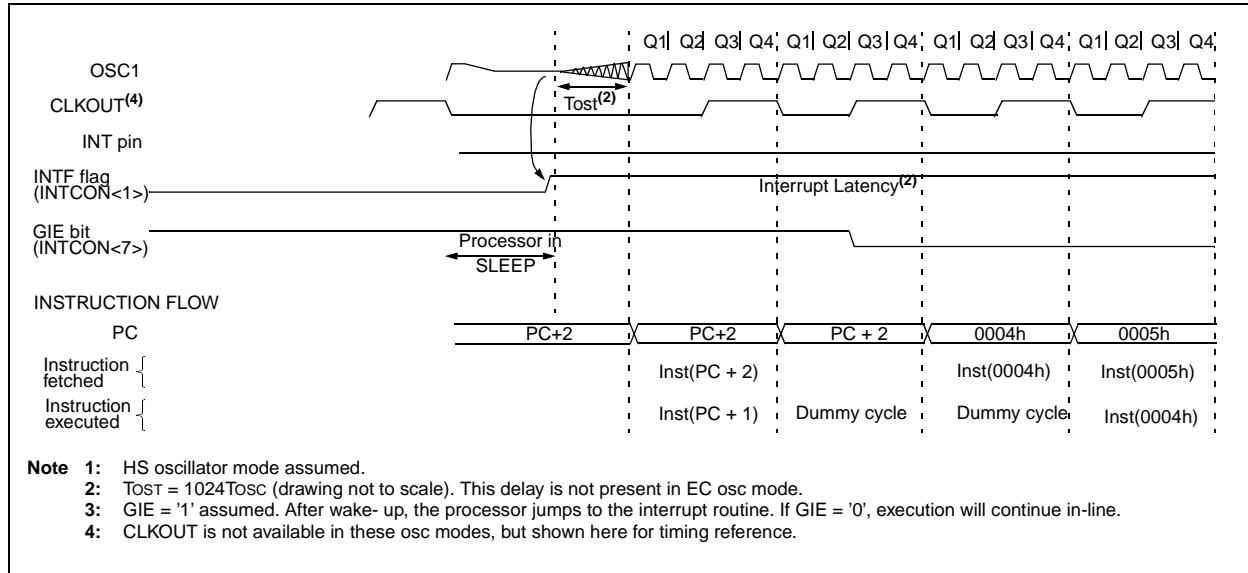 Q1 Q2 Q3 Q4 Q1 Q2 Q3 Q4 Q1 Q2 Q3 Q4 Q1 Q2 Q3 Q4
OSC1
CLKOUT(4)
Tost(2)
INT pin
INTF flag
(INTCON<1>)
Interrupt Latency(2)
GIE bit
(INTCON<7>)
Processor in
SLEEP
INSTRUCTION FLOW
PC PC+2 PC+2 PC + 2 0004h 0005h
Instruction
fetched
Inst(PC + 2) Inst(0004h) Inst(0005h)
Instruction
executed
Inst(PC + 1) Dummy cycle Dummy cycle Inst(0004h)
Note 1: HS oscillator mode assumed.
2: TOST = 1024TOSC (drawing not to scale). This delay is not present in EC osc mode.
3: GIE = '1' assumed. After wake- up, the processor jumps to the interrupt routine. If GIE = '0', execution will continue in-line.
4: CLKOUT is not available in these osc modes, but shown here for timing reference.